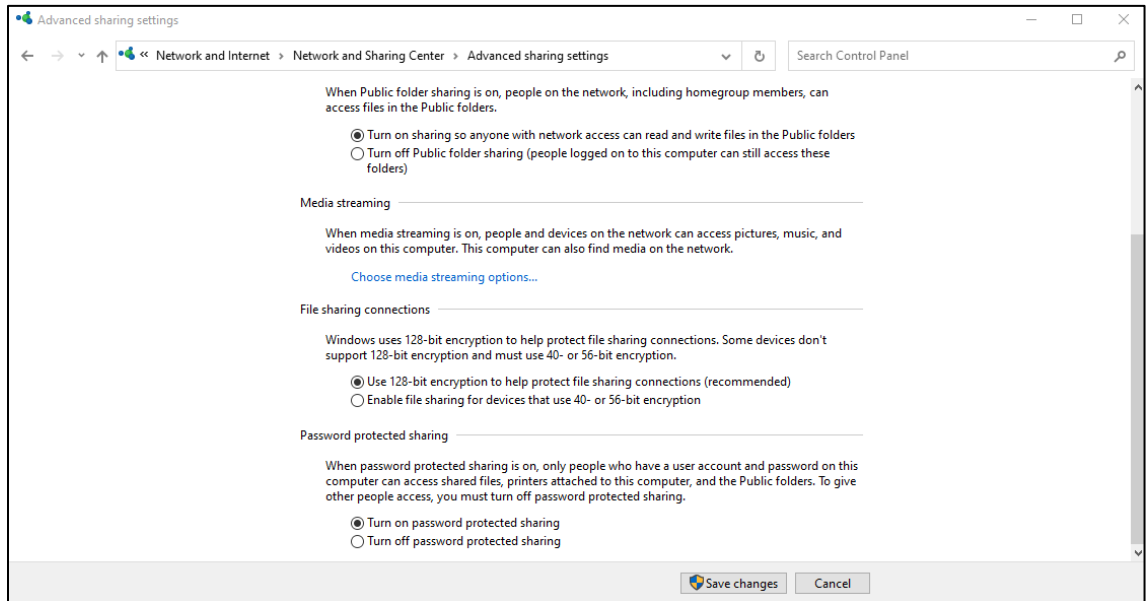 Advanced sharing settings
« Network and Internet > Network and Sharing Center > Advanced sharing settings
Search Control Panel
When Public folder sharing is on, people on the network, including homegroup members, can
access files in the Public folders.
Turn on sharing so anyone with network access can read and write files in the Public folders
Turn off Public folder sharing (people logged on to this computer can still access these
folders)
Media streaming
When media streaming is on, people and devices on the network can access pictures, music, and
videos on this computer. This computer can also find media on the network.
Choose media streaming options...
File sharing connections
Windows uses 128-bit encryption to help protect file sharing connections. Some devices don't
support 128-bit encryption and must use 40- or 56-bit encryption.
Use 128-bit encryption to help protect file sharing connections (recommended)
Enable file sharing for devices that use 40- or 56-bit encryption
Password protected sharing
When password protected sharing is on, only people who have a user account and password on this
computer can access shared files, printers attached to this computer, and the Public folders. To give
other people access, you must turn off password protected sharing.
Turn on password protected sharing
Turn off password protected sharing
Save changes
Cancel